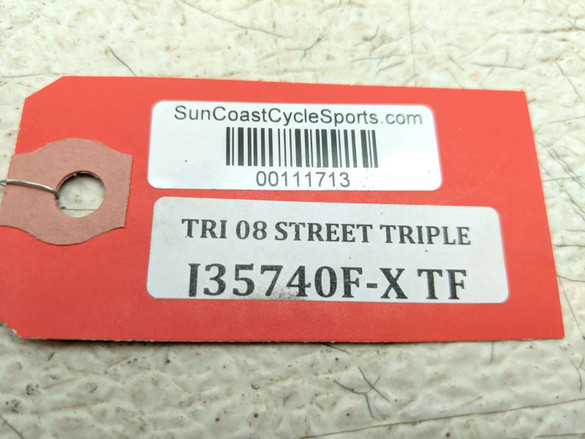 SunCoastCycleSports.com
00111713
TRI 08 STREET TRIPLE
I35740F-X TF